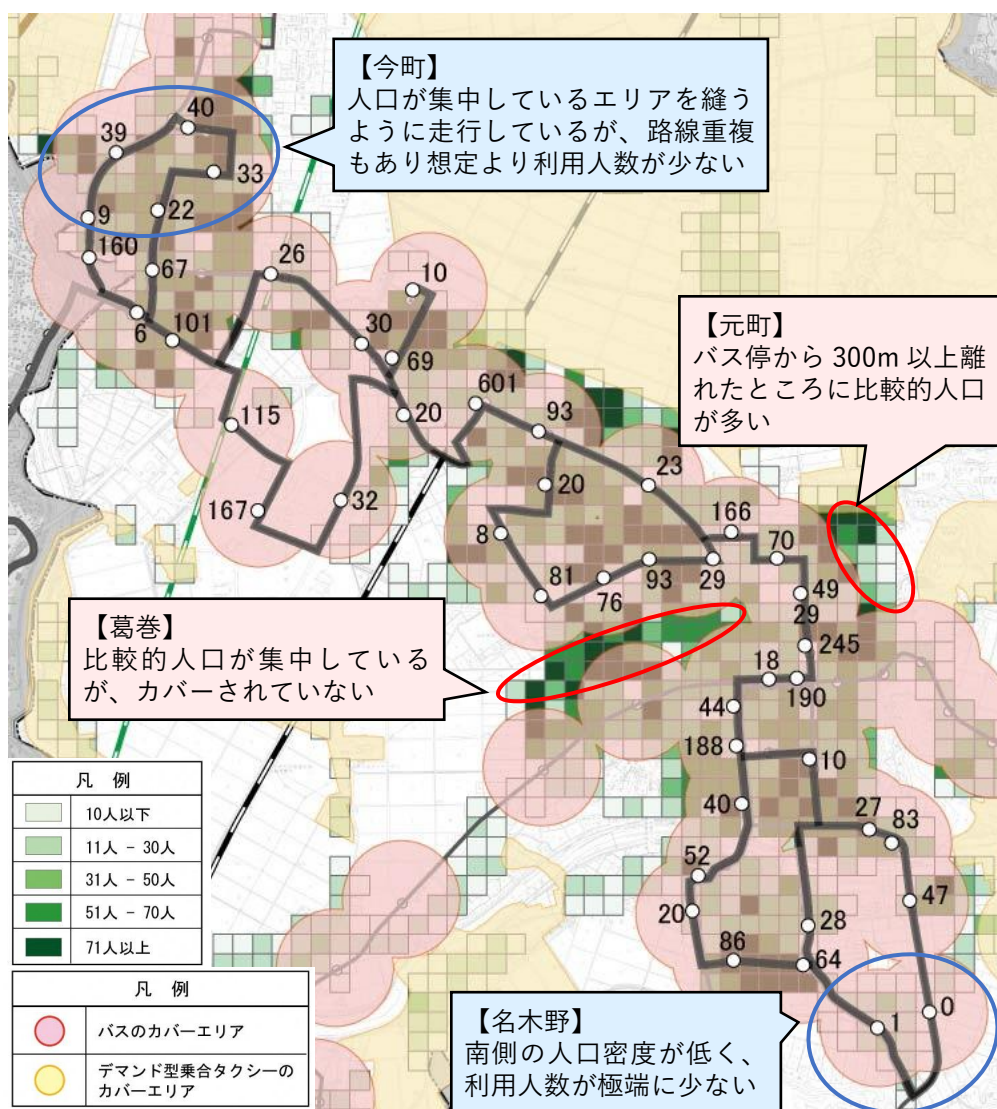 【今町】
人口が集中しているエリアを縫う
ように走行しているが、路線重複
もあり想定より利用人数が少ない
40
39
33
9
22
160
67
26
10
6
101
30
69
【元町】
バス停から 300m 以上離
れたところに比較的人口
が多い
601
115
20
93
23
20
167
32
166
8
70
81
76
93
29
49
29
【葛巻】
比較的人口が集中している
が、カバーされていない
245
18
190
44
188
10
40
27
83
52
47
20
28
86
64
0
1
凡 例
10人以下
11人 − 30人
31人 − 50人
51人 − 70人
71人以上
凡 例
バスのカバーエリア
デマンド型乗合タクシーの
カバーエリア
【名木野】
南側の人口密度が低く、
利用人数が極端に少ない